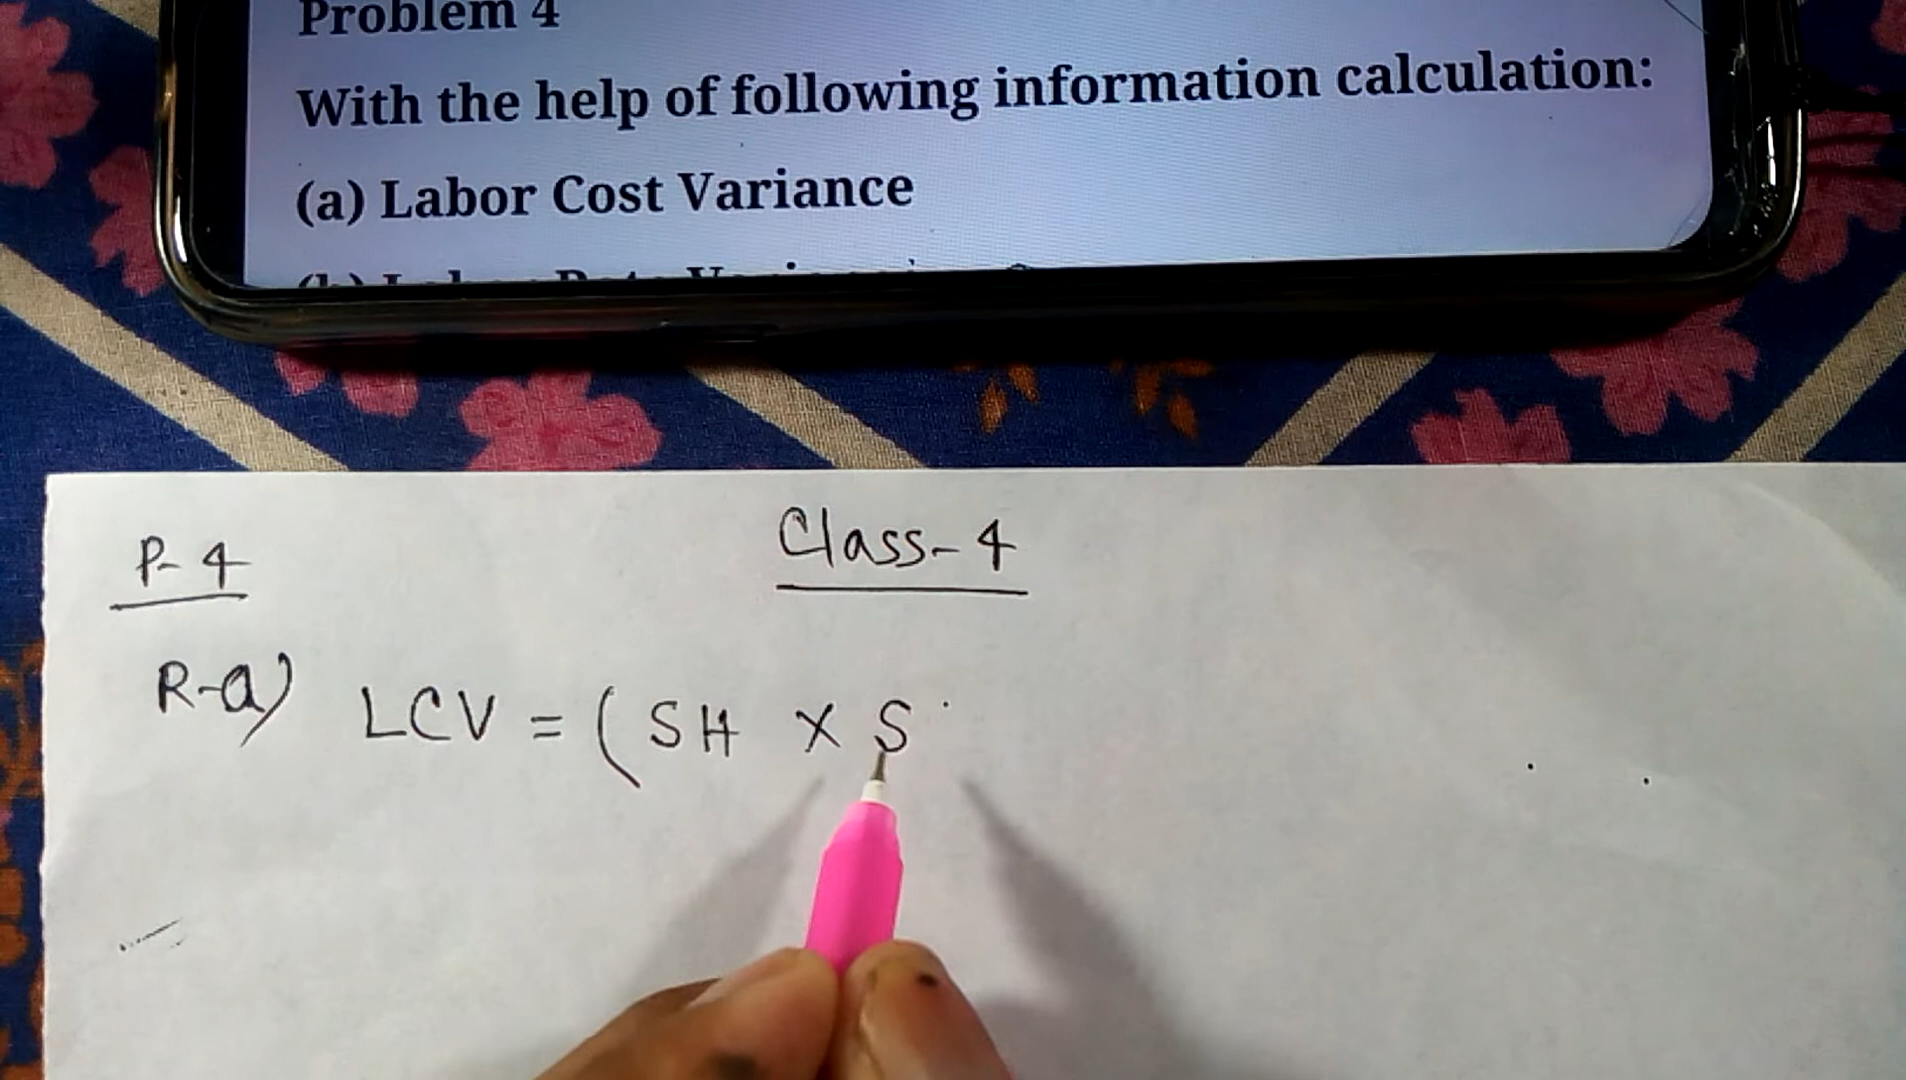 Problem 4
With the help of following information calculation:
(a) Labor Cost Variance
Class-4
P-4
R-a) LCV = (SH X S